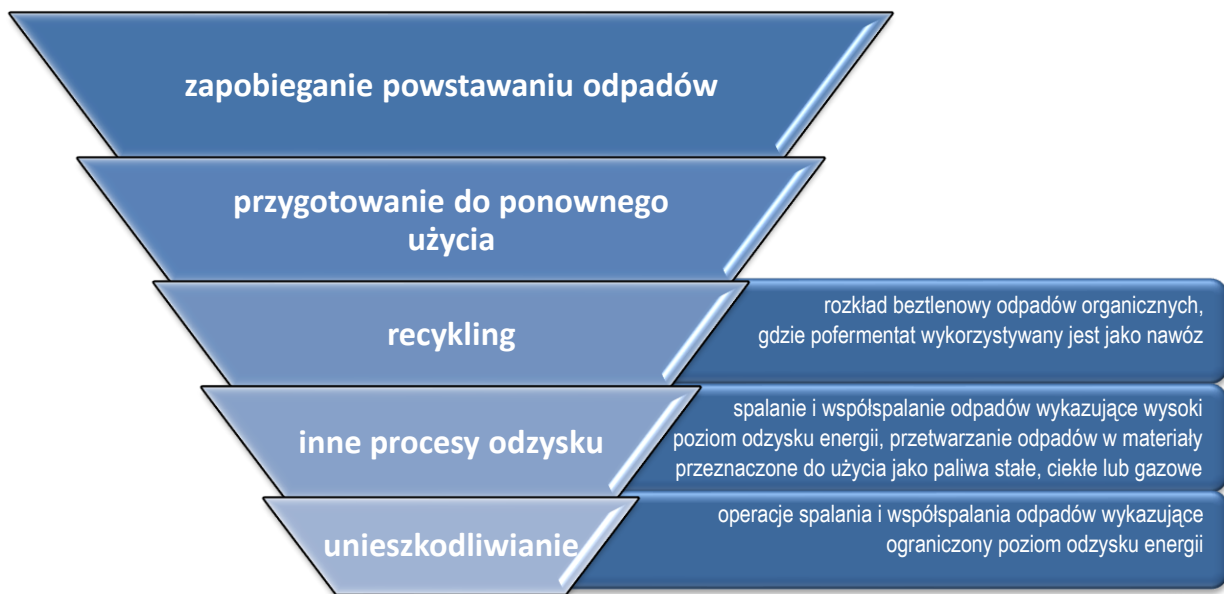 zapobieganie powstawaniu odpadów
przygotowanie do ponownego
użycia
recykling
rozkład beztlenowy odpadów organicznych,
gdzie pofermentat wykorzystywany jest jako nawóz
inne procesy odzysku
spalanie i współspalanie odpadów wykazujące wysoki
poziom odzysku energii, przetwarzanie odpadów w materiały
przeznaczone do użycia jako paliwa stałe, ciekłe lub gazowe
unieszkodliwianie
operacje spalania i współspalania odpadów wykazujące
ograniczony poziom odzysku energii